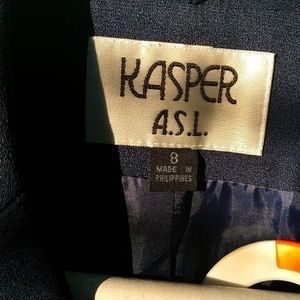 KASPER
A.S.L.
8
MADE IN
PHILIPPINES